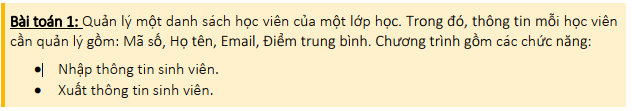 Bài toán 1: Quản lý một danh sách học viên của một lớp học. Trong đó, thông tin mỗi học viên
cần quản lý gồm: Mã số, Họ tên, Email, Điểm trung bình. Chương trình gồm các chức năng:
• Nhập thông tin sinh viên.
• Xuất thông tin sinh viên.